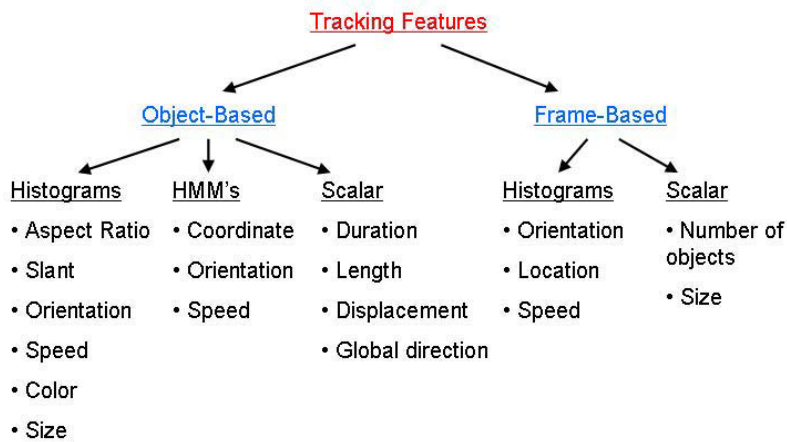 Tracking Features
Object-Based
Frame-Based
Histograms
• Aspect Ratio
• Slant
• Orientation
• Speed
• Color
• Size
HMM's
• Coordinate
• Orientation
• Speed
Scalar
• Duration
• Length
• Displacement
• Global direction
Histograms
• Orientation
• Location
• Speed
Scalar
• Number of
objects
• Size